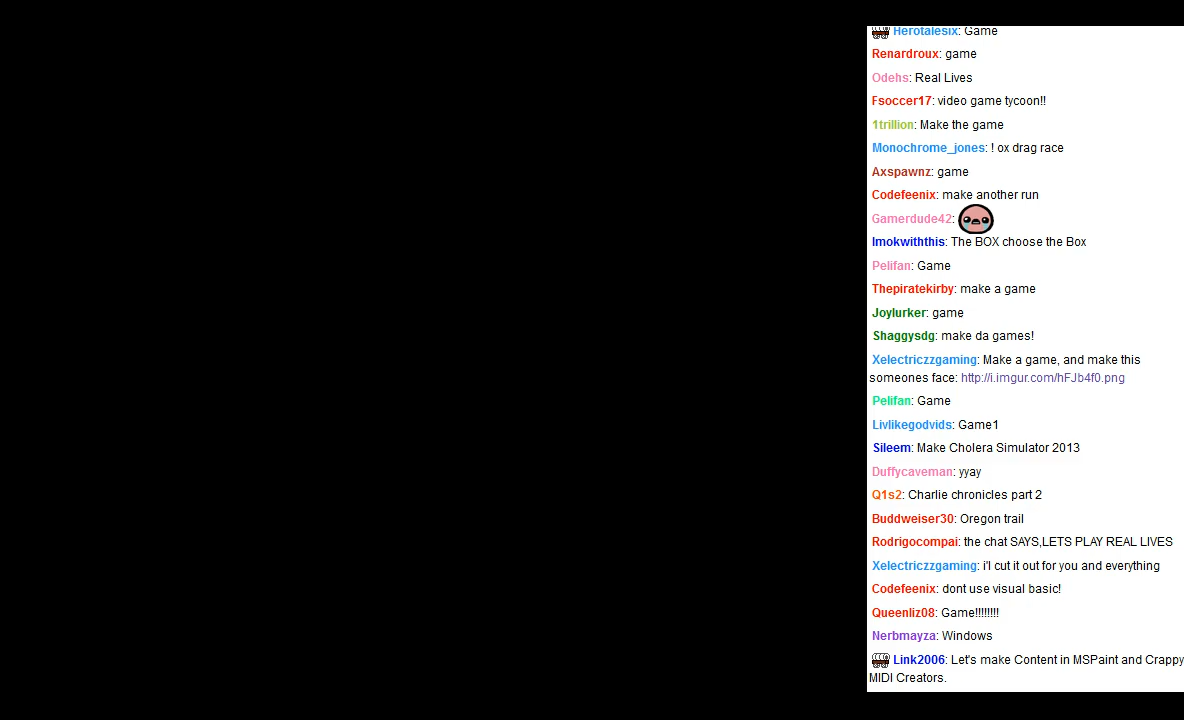 Herotalesix: Game
Renardroux: game
Odehs: Real Lives
Fsoccer17: video game tycoon!!
1trillion: Make the game
Monochrome_jones: ! ox drag race
Axspawnz: game
Codefeenix: make another run
Gamerdude42:
Imokwiththis: The BOX choose the Box
Pelifan: Game
Thepiratekirby: make a game
Joylurker: game
Shaggysdg: make da games!
Xelectriczzgaming: Make a game, and make this
someones face: http://i.imgur.com/hFJb4f0.png
Pelifan: Game
Livlikegodvids: Game1
Sileem: Make Cholera Simulator 2013
Duffycaveman: yyay
Q1s2: Charlie chronicles part 2
Buddweiser30: Oregon trail
Rodrigocompai: the chat SAYS,LETS PLAY REAL LIVES
Xelectriczzgaming: i'l cut it out for you and everything
Codefeenix: dont use visual basic!
Queenliz08: Game!!!!!!!!
Nerbmayza: Windows
Link2006: Let's make Content in MSPaint and Crappy
MIDI Creators.